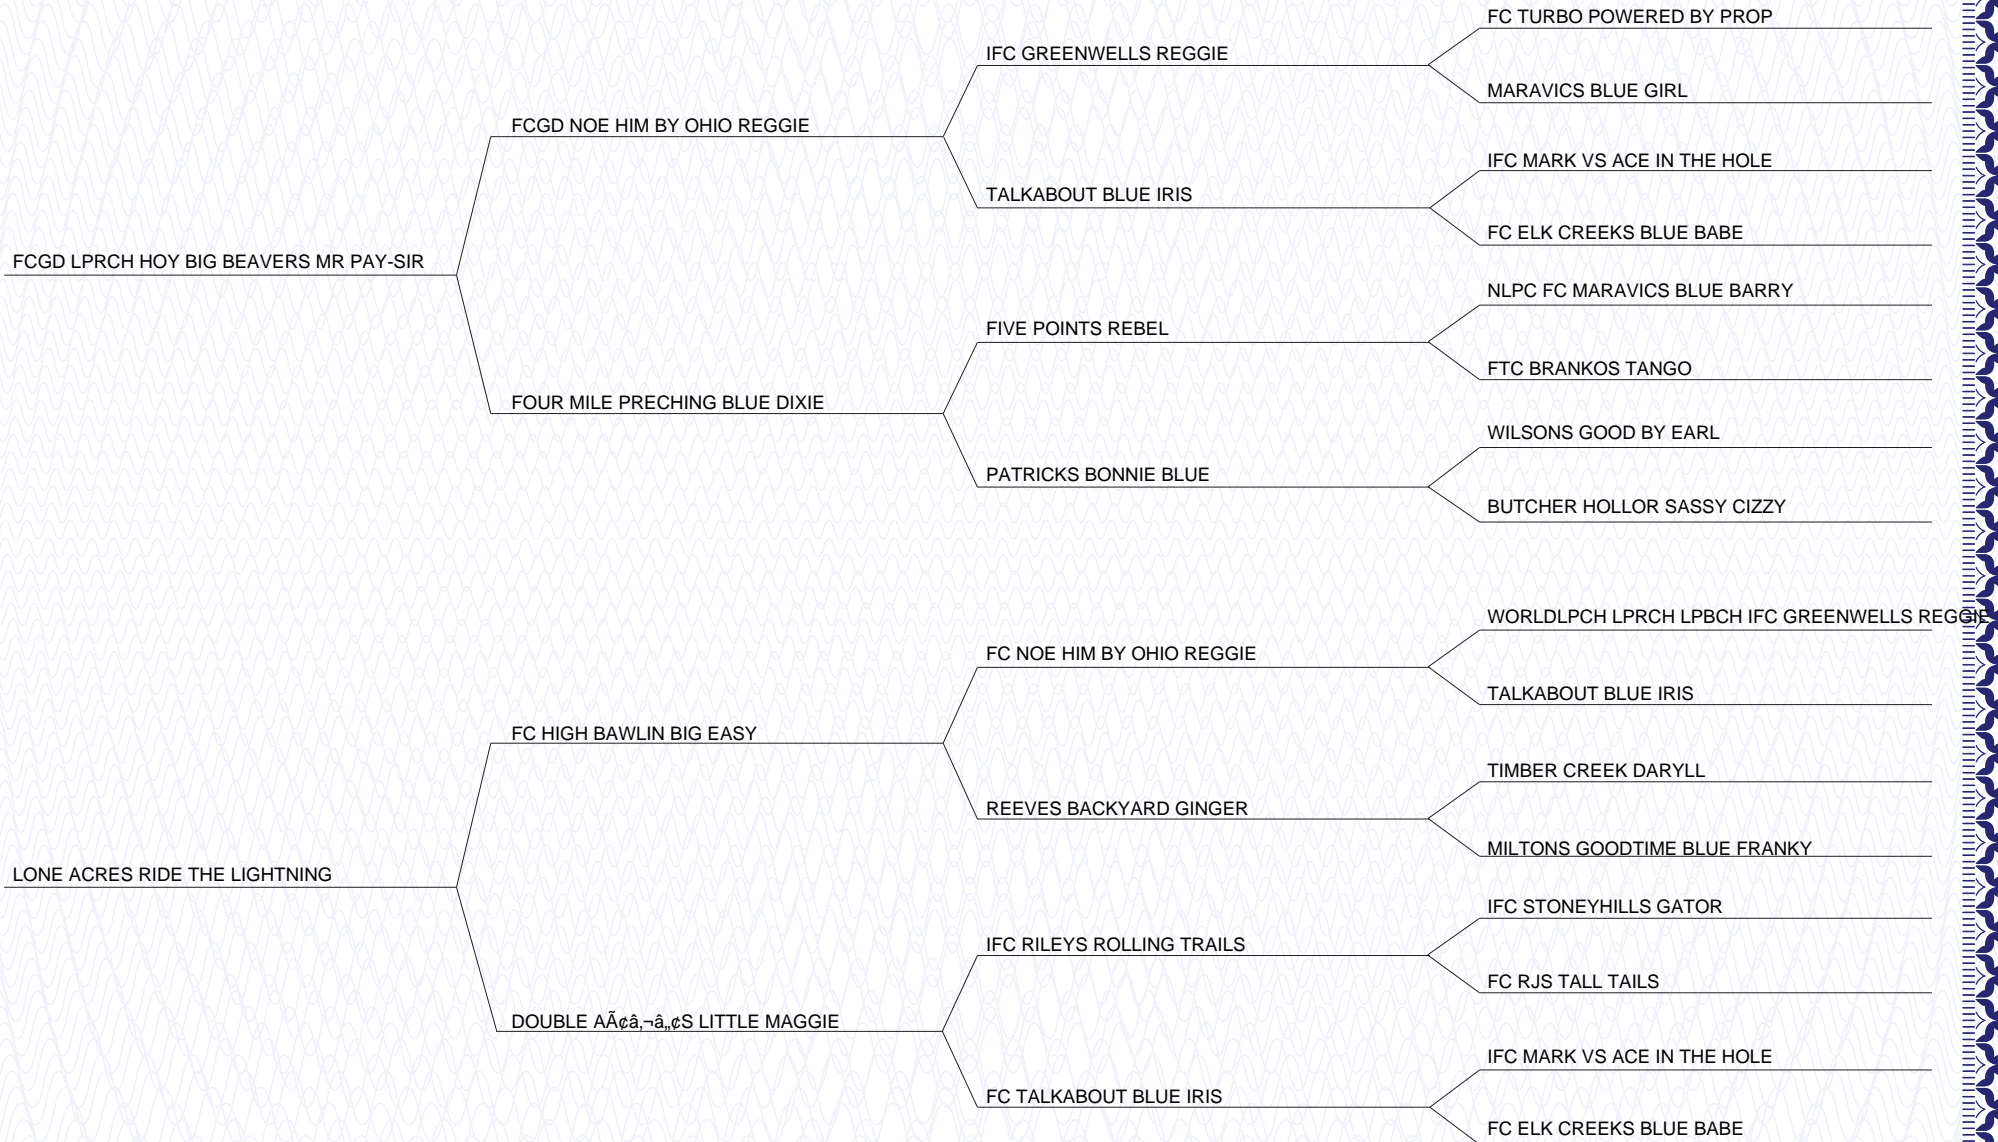 FC TURBO POWERED BY PROP
IFC GREENWELLS REGGIE
MARAVICS BLUE GIRL
FCGD NOE HIM BY OHIO REGGIE
IFC MARK VS ACE IN THE HOLE
TALKABOUT BLUE IRIS
FC ELK CREEKS BLUE BABE
FCGD LPRCH HOY BIG BEAVERS MR PAY-SIR
NLPC FC MARAVICS BLUE BARRY
FIVE POINTS REBEL
FTC BRANKOS TANGO
FOUR MILE PRECHING BLUE DIXIE
WILSONS GOOD BY EARL
PATRICKS BONNIE BLUE
BUTCHER HOLLOR SASSY CIZZY
WORLDLPCH LPRCH LPBCH IFC GREENWELLS REGGIE
FC NOE HIM BY OHIO REGGIE
TALKABOUT BLUE IRIS
FC HIGH BAWLIN BIG EASY
TIMBER CREEK DARYLL
REEVES BACKYARD GINGER
MILTONS GOODTIME BLUE FRANKY
LONE ACRES RIDE THE LIGHTNING
IFC STONEYHILLS GATOR
IFC RILEYS ROLLING TRAILS
FC RJS TALL TAILS
DOUBLE AÃ¢â‚¬â„¢S LITTLE MAGGIE
IFC MARK VS ACE IN THE HOLE
FC TALKABOUT BLUE IRIS
FC ELK CREEKS BLUE BABE